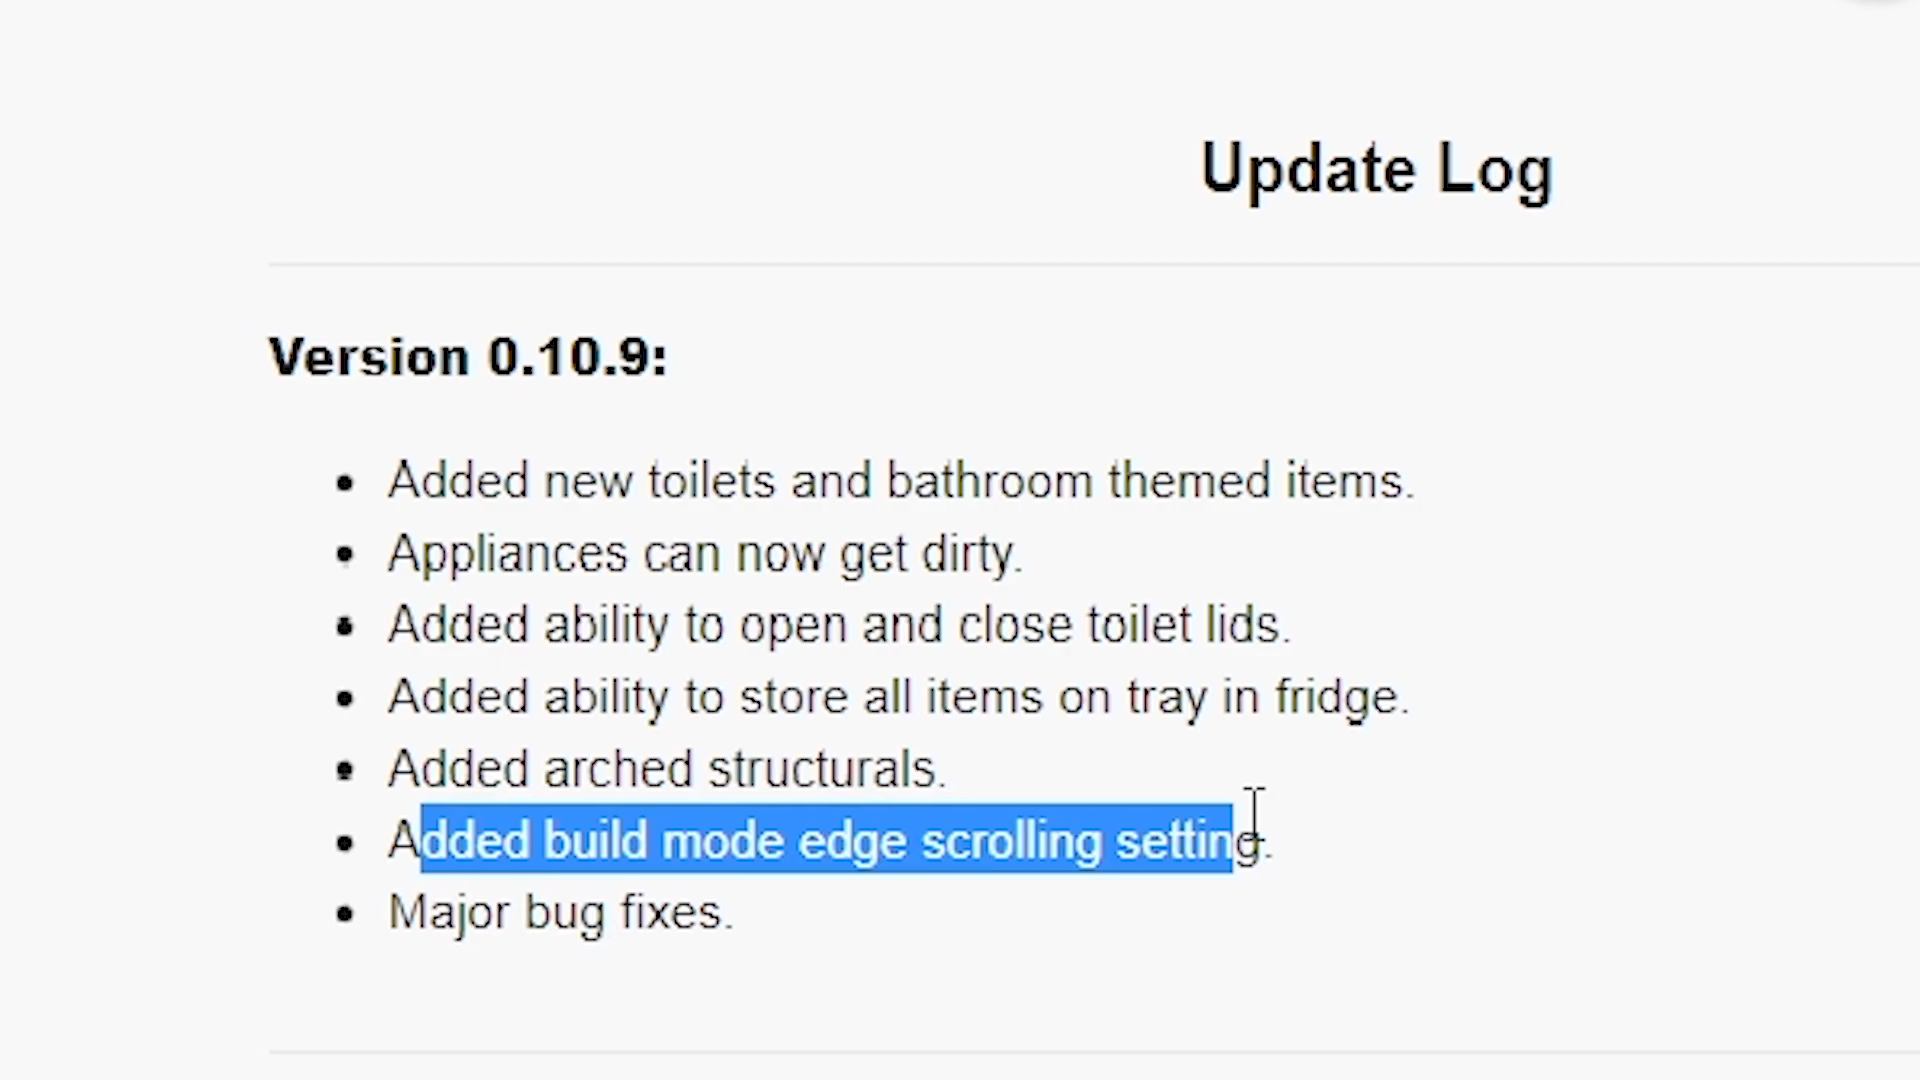 Update Log
Version 0.10.9:
• Added new toilets and bathroom themed items.
• Appliances can now get dirty.
• Added ability to open and close toilet lids.
• Added ability to store all items on tray in fridge.
• Added arched structurals.
• Added build mode edge scrolling setting.
• Major bug fixes.